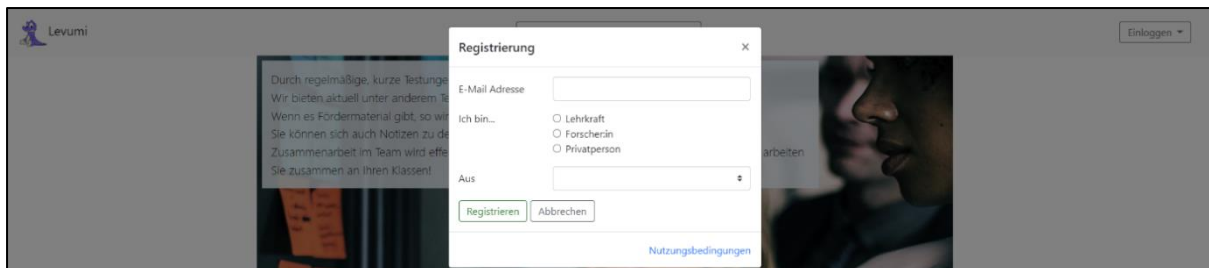 Levumi
Einloggen
Registrierung ×
E-Mail Adresse
Ich bin...
Lehrkraft
Forscher:in
Privatperson
Aus
Registrieren Abbrechen
Nutzungsbedingungen
Durch regelmäßige, kurze Testunge
Wir bieten aktuell unter anderem Te
Wenn es Fördermaterial gibt, so wir
Sie können sich auch Notizen zu de
Zusammenarbeit im Team wird effe arbeiten
Sie zusammen an Ihren Klassen!